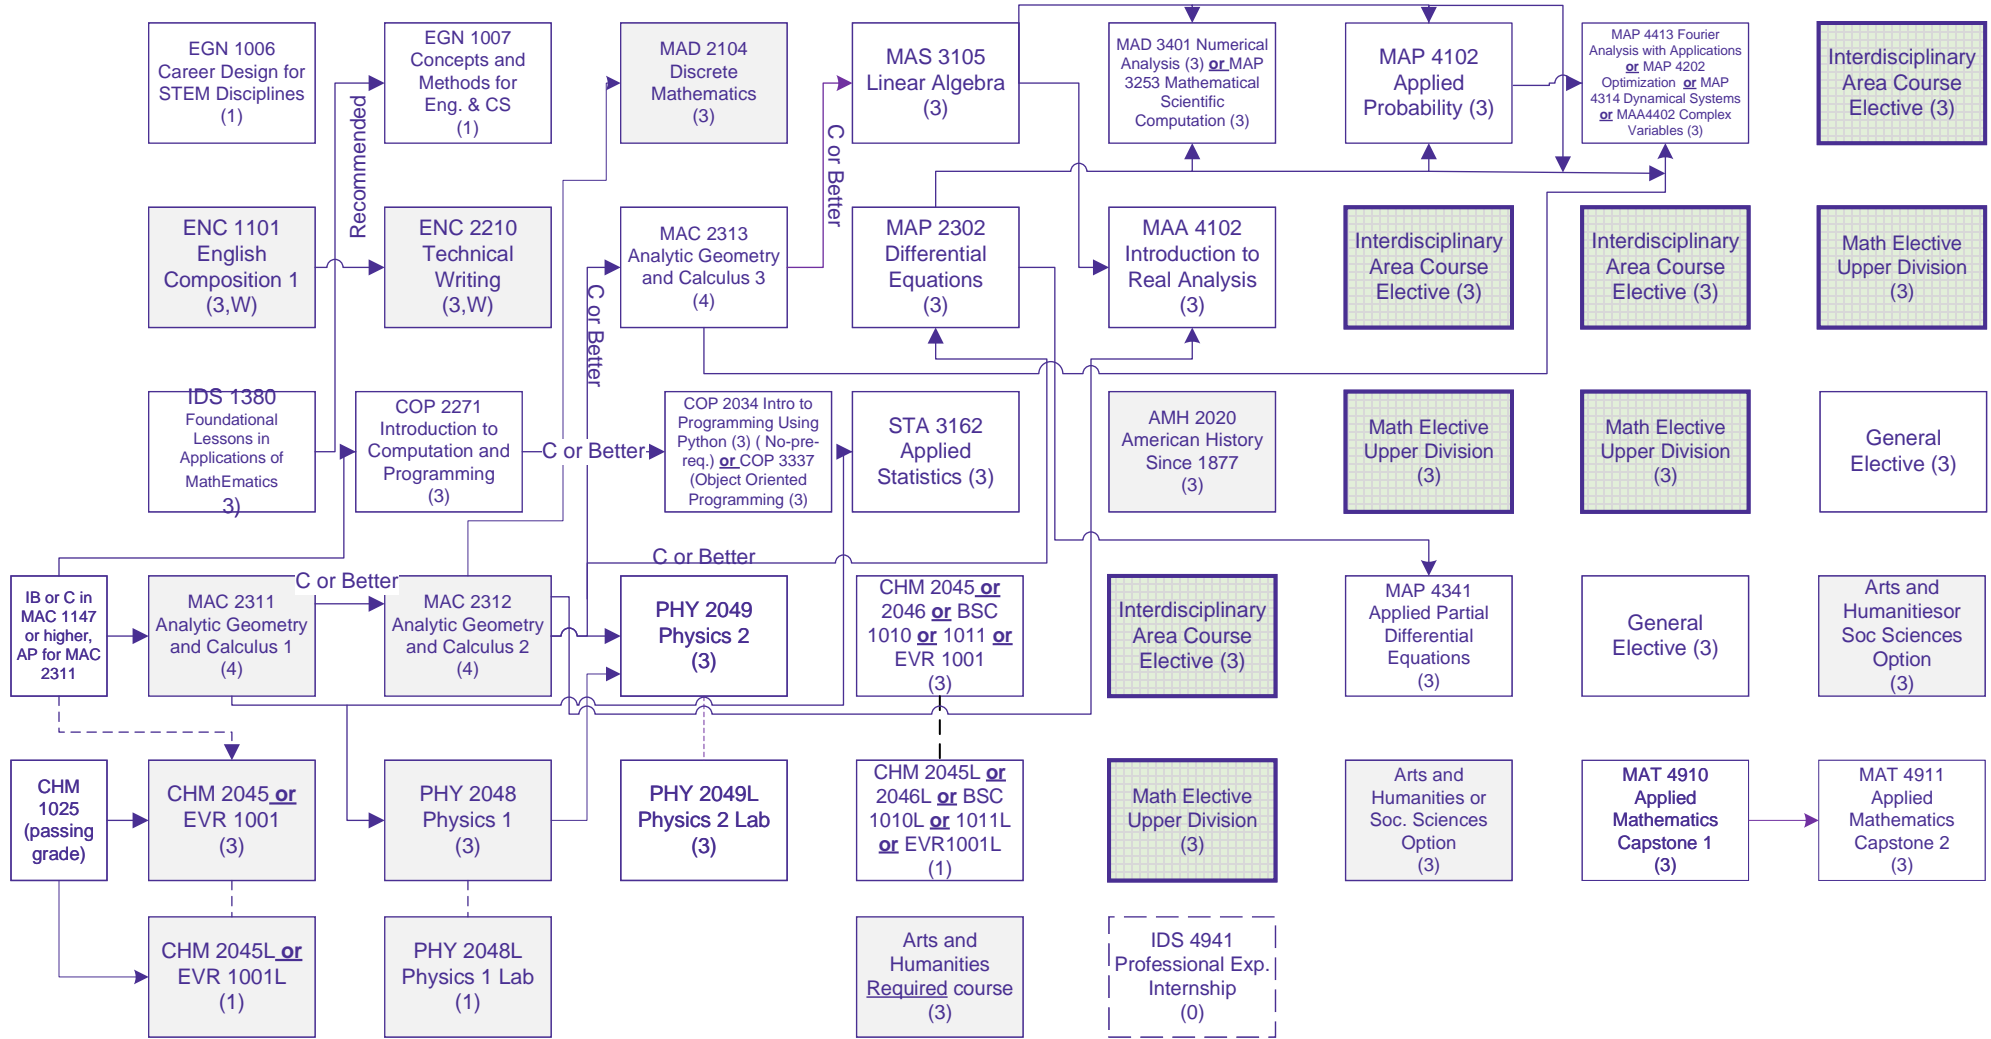 EGN 1006
Career Design for
STEM Disciplines
(1)
EGN 1007
Concepts and
Methods for
Eng. & CS
(1)
MAD 2104
Discrete
Mathematics
(3)
MAS 3105
Linear Algebra
(3)
MAD 3401 Numerical
Analysis (3) or MAP
3253 Mathematical
Scientific
Computation (3)
MAP 4102
Applied
Probability (3)
MAP 4413 Fourier
Analysis with Applications
or MAP 4202
Optimization or MAP
4314 Dynamical Systems
or MAA4402 Complex
Variables (3)
Interdisciplinary
Area Course
Elective (3)
Recommended
C or Better
ENC 1101
English
Composition 1
(3,W)
ENC 2210
Technical
Writing
(3,W)
MAC 2313
Analytic Geometry
and Calculus 3
(4)
MAP 2302
Differential
Equations
(3)
MAA 4102
Introduction to
Real Analysis
(3)
Interdisciplinary
Area Course
Elective (3)
Interdisciplinary
Area Course
Elective (3)
Math Elective
Upper Division
(3)
C or Better
IDS 1380
Foundational
Lessons in
Applications of
MathEmatics
3)
COP 2271
Introduction to
Computation and
Programming
(3)
C or Better
COP 2034 Intro to
Programming Using
Python (3) ( No-pre-
req.) or COP 3337
(Object Oriented
Programming (3)
STA 3162
Applied
Statistics (3)
AMH 2020
American History
Since 1877
(3)
Math Elective
Upper Division
(3)
Math Elective
Upper Division
(3)
General
Elective (3)
C or Better
IB or C in
MAC 1147
or higher,
AP for MAC
2311
MAC 2311
Analytic Geometry
and Calculus 1
(4)
C or Better
MAC 2312
Analytic Geometry
and Calculus 2
(4)
PHY 2049
Physics 2
(3)
CHM 2045 or
2046 or BSC
1010 or 1011 or
EVR 1001
(3)
Interdisciplinary
Area Course
Elective (3)
MAP 4341
Applied Partial
Differential
Equations
(3)
General
Elective (3)
Arts and
Humanitiesor
Soc Sciences
Option
(3)
CHM
1025
(passing
grade)
CHM 2045 or
EVR 1001
(3)
PHY 2048
Physics 1
(3)
PHY 2049L
Physics 2 Lab
(3)
CHM 2045L or
2046L or BSC
1010L or 1011L
or EVR1001L
(1)
Math Elective
Upper Division
(3)
Arts and
Humanities or
Soc. Sciences
Option
(3)
MAT 4910
Applied
Mathematics
Capstone 1
(3)
MAT 4911
Applied
Mathematics
Capstone 2
(3)
CHM 2045L or
EVR 1001L
(1)
PHY 2048L
Physics 1 Lab
(1)
Arts and
Humanities
Required course
(3)
IDS 4941
Professional Exp.
Internship
(0)